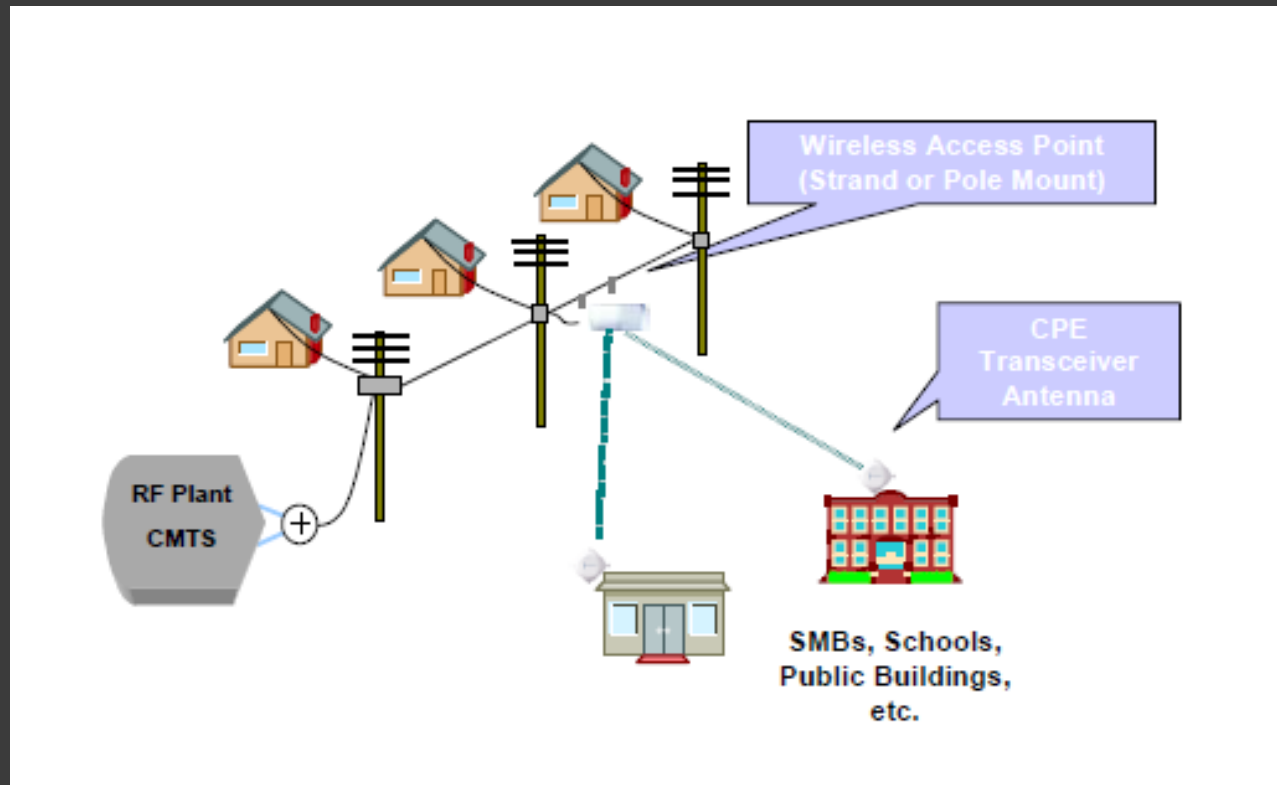 Wireless Access Point
(Strand or Pole Mount)
CPE
Transceiver
Antenna
RF Plant
CMTS
SMBs, Schools,
Public Buildings,
etc.